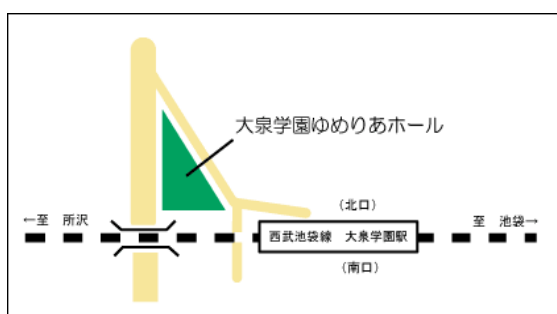 大泉学園ゆめりあホール
(北口)
←至 所沢
至 池袋→
西武池袋線 大泉学園駅
(南口)